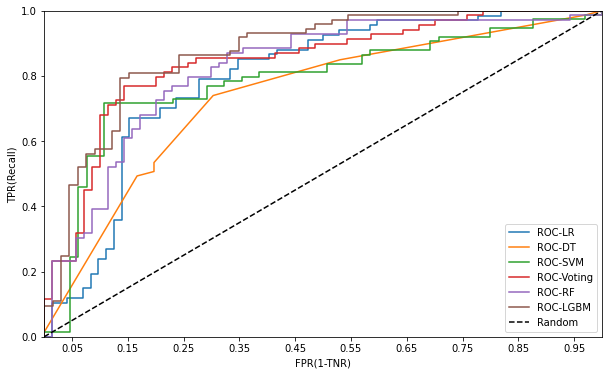 1.0
0.8
0.6
0.4
0.2
0.0
TPR(Recall)
0.05 0.15 0.25 0.35 0.45 0.55 0.65 0.75 0.85 0.95
FPR(1-TNR)
ROC-LR
ROC-DT
ROC-SVM
ROC-Voting
ROC-RF
ROC-LGBM
Random